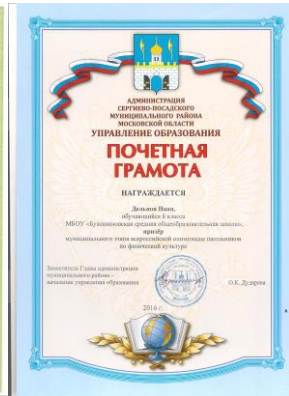 АДМИНИСТРАЦИЯ
СЕРГИЕВО-ПОСАДСКОГО
МУНИЦИПАЛЬНОГО РАЙОНА
МОСКОВСКОЙ ОБЛАСТИ
УПРАВЛЕНИЕ ОБРАЗОВАНИЯ
ПОЧЕТНАЯ
ГРАМОТА
НАГРАЖДАЕТСЯ
Иван,
обучающийся 8 класса
МБОУ средняя общеобразовательная школа»,
призёр
муниципального этапа всероссийской олимпиады школьников
по физической культуре
Заместитель Главы администрации
муниципального района –
начальник управления образования
О.К. Дударева
2016 г.